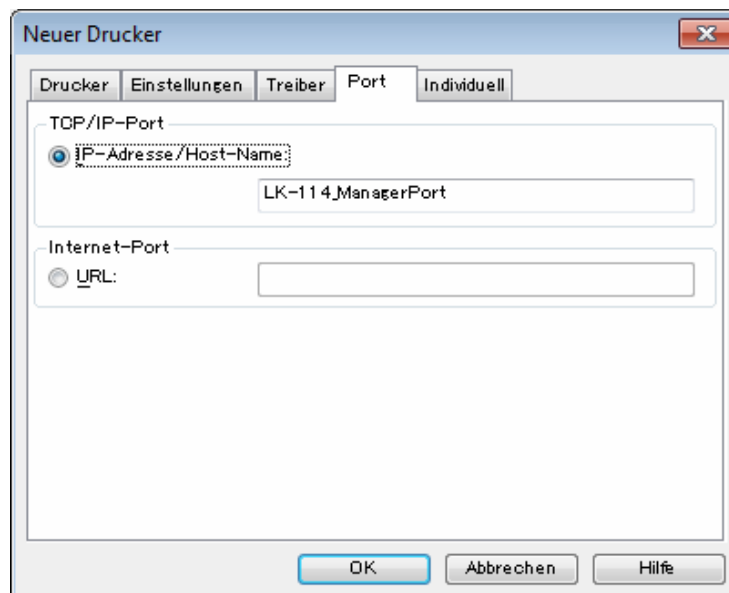 Neuer Drucker
Drucker Einstellungen Treiber Port Individuell
TCP/IP-Port
IP-Adresse/Host-Name:
LK-114_ManagerPort
Internet-Port
URL:
OK Abbrechen Hilfe